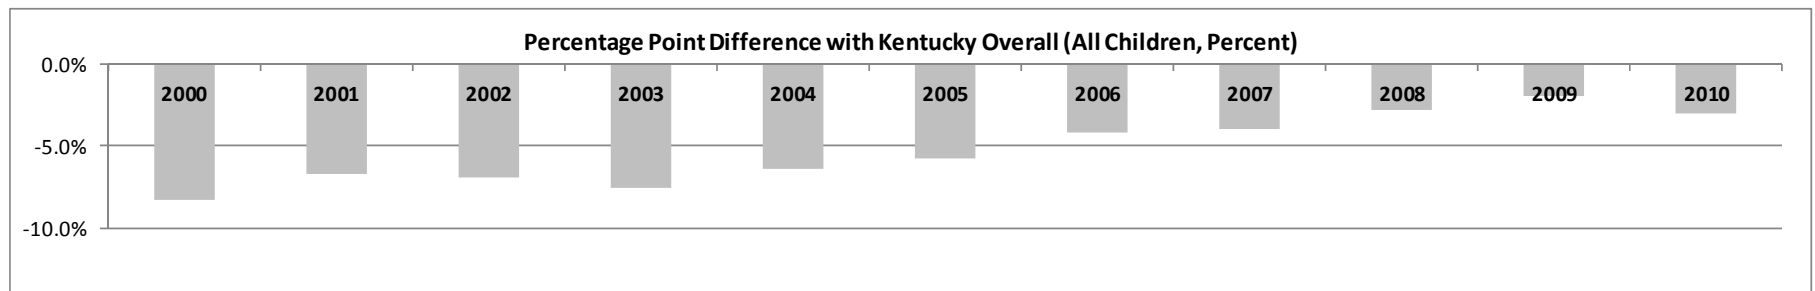 Percentage Point Difference with Kentucky Overall (All Children, Percent)
0.0%
2000 2001 2002 2003 2004 2005 2006 2007 2008 2009 2010
-5.0%
-10.0%